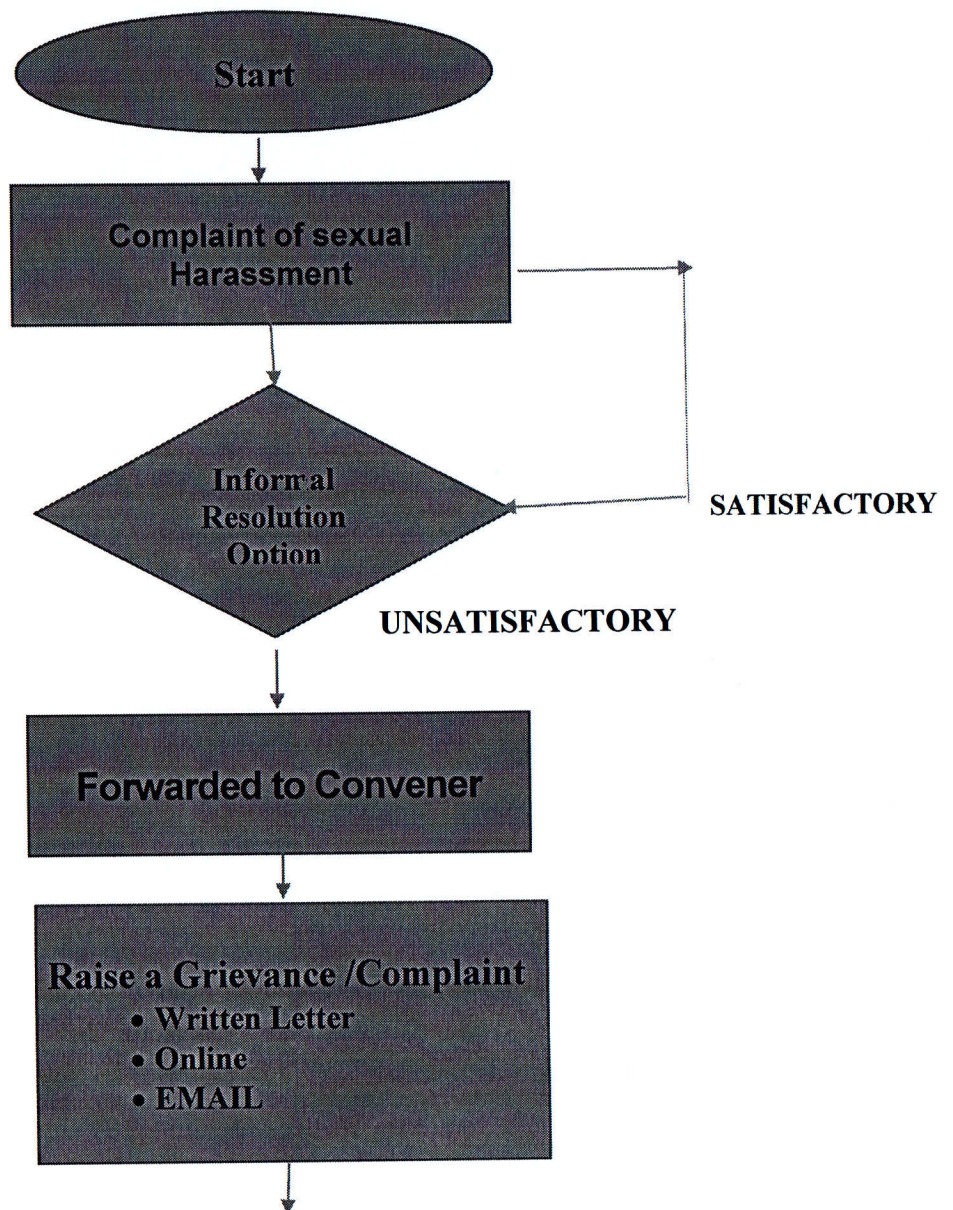 Start
Complaint of sexual
Harassment
Informal
Resolution
Option
SATISFACTORY
UNSATISFACTORY
Forwarded to Convener
Raise a Grievance /Complaint
• Written Letter
• Online
• EMAIL